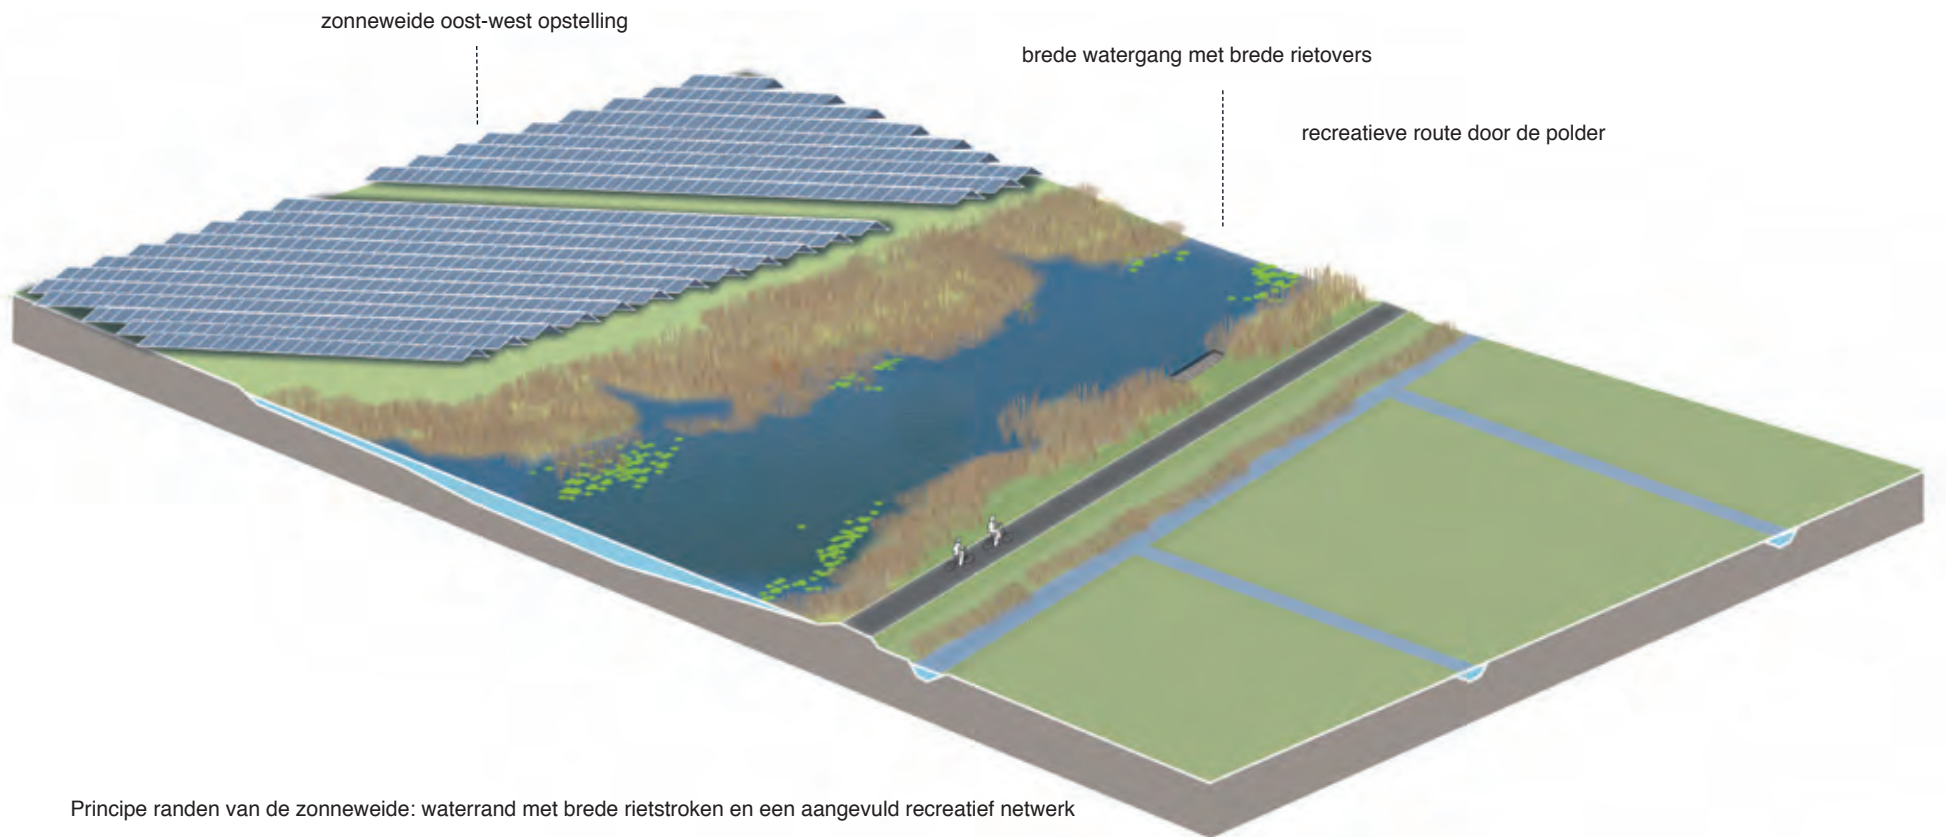 zonneweide oost-west opstelling
brede watergang met brede rietovers
recreatieve route door de polder
Principe randen van de zonneweide: waterrand met brede rietstroken en een aangevuld recreatief netwerk